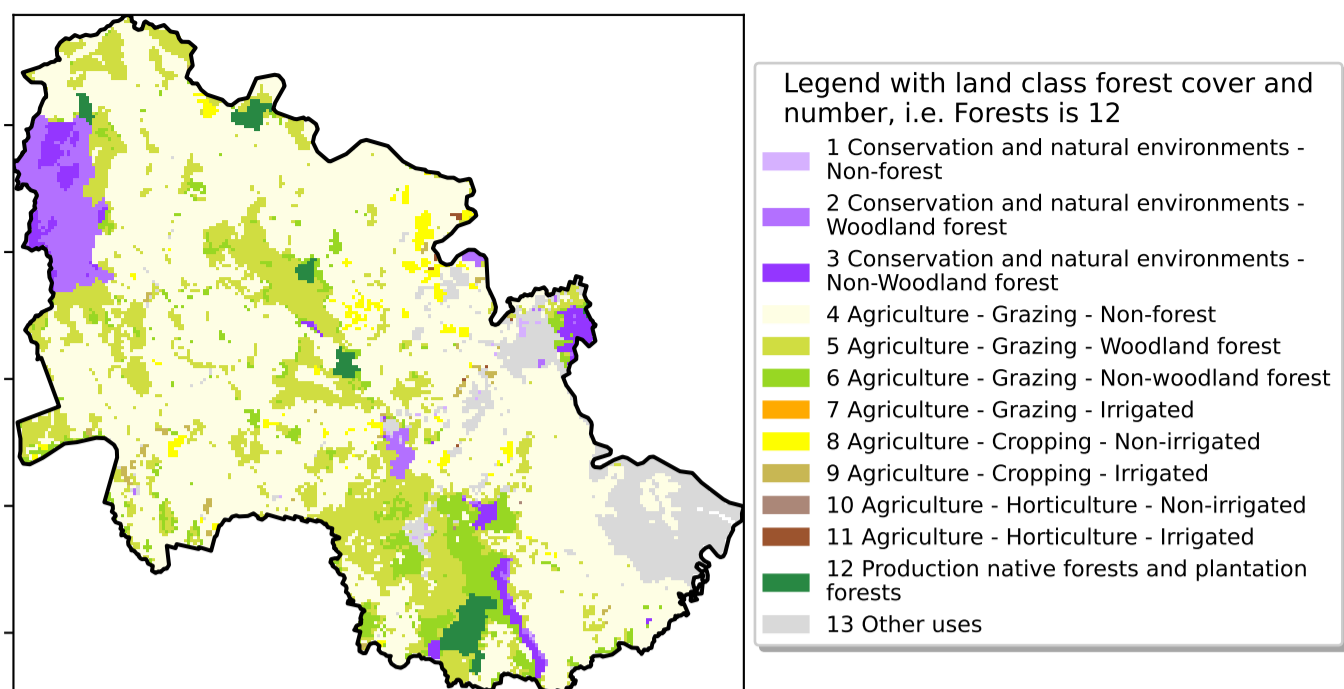 Legend with land class forest cover and
number, i.e. Forests is 12
1 Conservation and natural environments -
Non-forest
2 Conservation and natural environments -
Woodland forest
3 Conservation and natural environments -
Non-Woodland forest
4 Agriculture - Grazing - Non-forest
5 Agriculture - Grazing - Woodland forest
6 Agriculture - Grazing - Non-woodland forest
7 Agriculture - Grazing - Irrigated
8 Agriculture - Cropping - Non-irrigated
9 Agriculture - Cropping - Irrigated
10 Agriculture - Horticulture - Non-irrigated
11 Agriculture - Horticulture - Irrigated
12 Production native forests and plantation
forests
13 Other uses